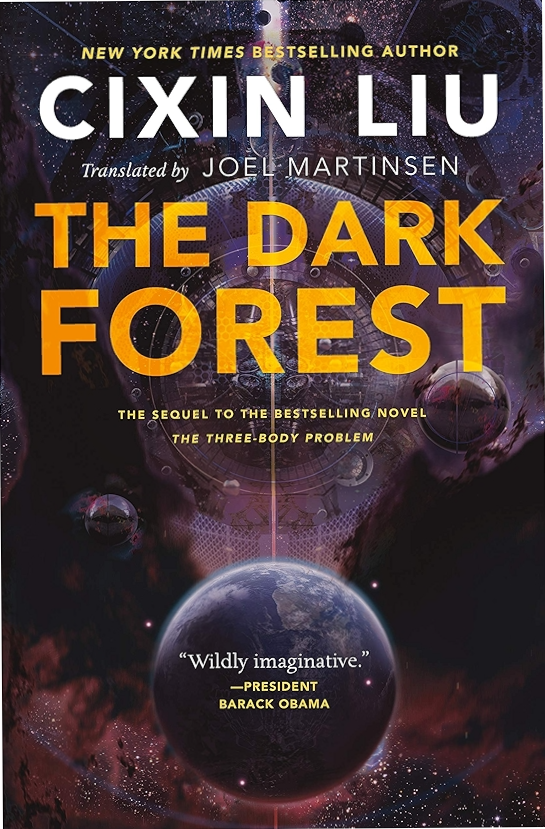 NEW YORK TIMES BESTSELLING AUTHOR
CIXIN LIU
Translated by JOEL MARTINSEN
THE DARK
FOREST
THE SEQUEL TO THE BESTSELLING NOVEL
THE THREE-BODY PROBLEM
“Wildly imaginative.”
—PRESIDENT
BARACK OBAMA